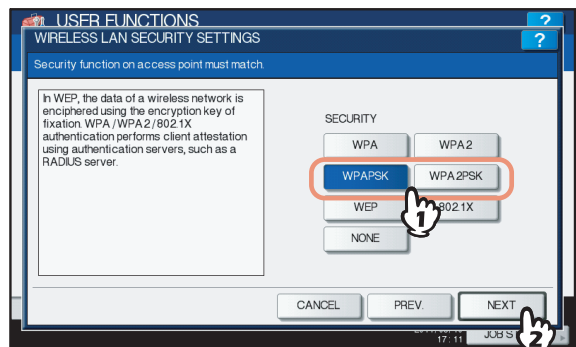 USER FUNCTIONS
?
WIRELESS LAN SECURITY SETTINGS
?
Security function on access point must match.
In WEP, the data of a wireless network is
enciphered using the encryption key of
fixation. WPA/WPA2/802.1X
authentication performs client attestation
using authentication servers, such as a
RADIUS server.
SECURITY
WPA
WPA2
WPAPSK
WPA2PSK
WEP
802.1X
1
NONE
CANCEL
PREV.
NEXT
17:11
JOB S
2